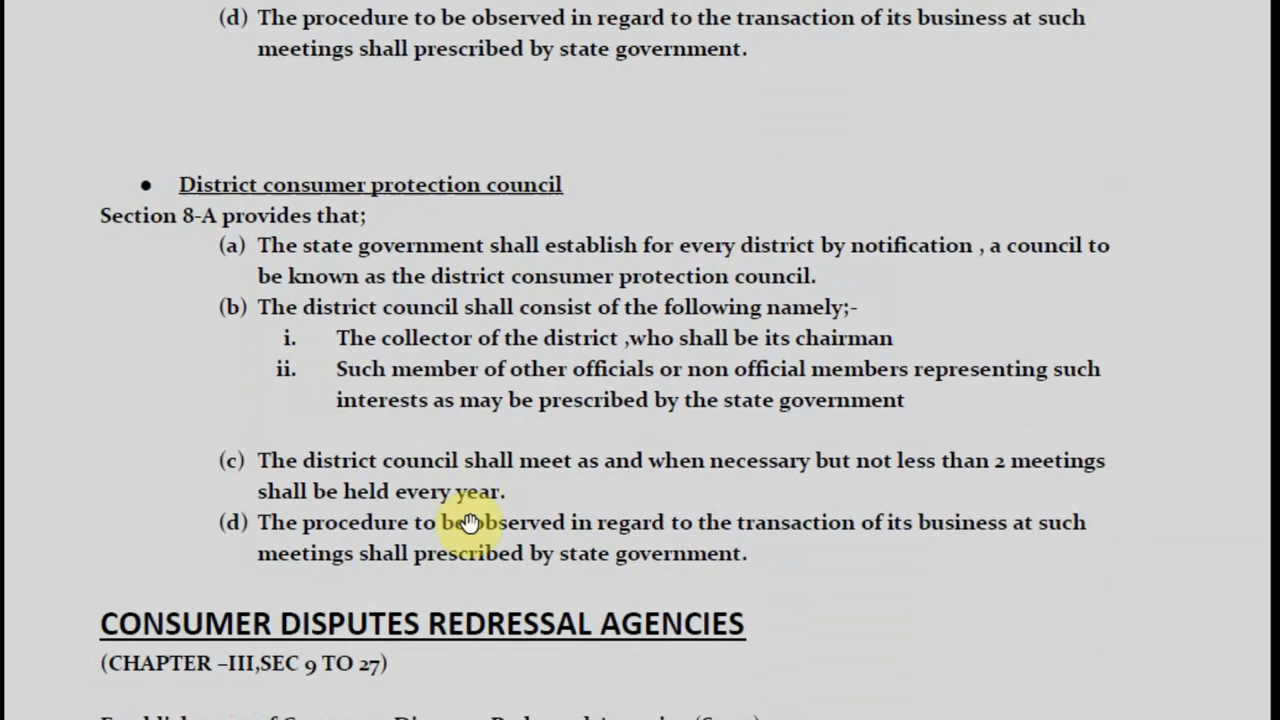 (d) The procedure to be observed in regard to the transaction of its business at such
meetings shall prescribed by state government.
• District consumer protection council
Section 8-A provides that;
(a) The state government shall establish for every district by notification , a council to
be known as the district consumer protection council.
(b) The district council shall consist of the following namely;-
i. The collector of the district ,who shall be its chairman
ii. Such member of other officials or non official members representing such
interests as may be prescribed by the state government
(c) The district council shall meet as and when necessary but not less than 2 meetings
shall be held every year.
(d) The procedure to be observed in regard to the transaction of its business at such
meetings shall prescribed by state government.
CONSUMER DISPUTES REDRESSAL AGENCIES
(CHAPTER –III,SEC 9 TO 27)